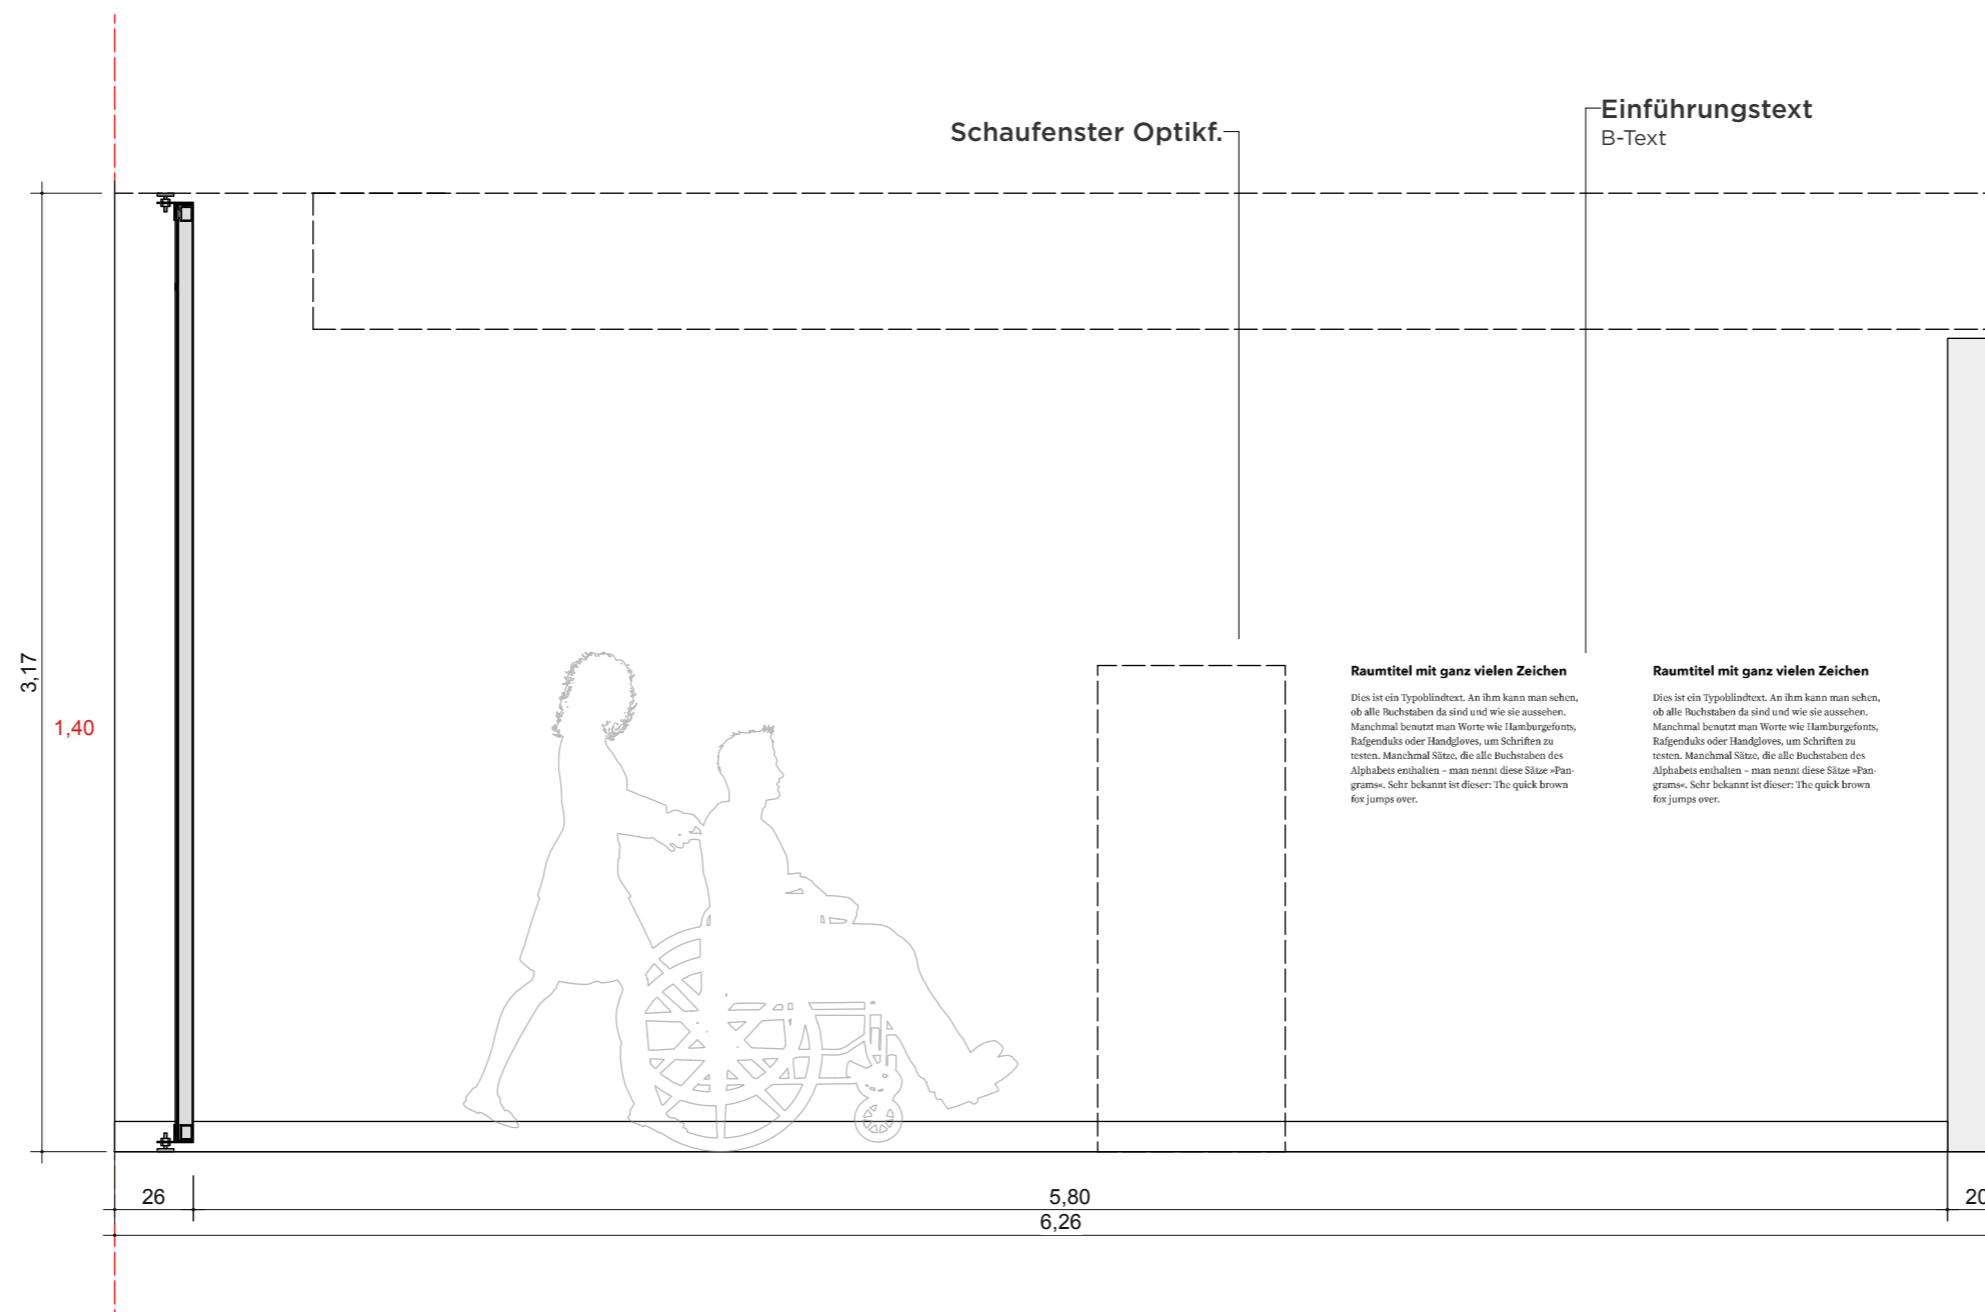 Einführungstext
B-Text
Schaufenster Optikf.
3,17
1,40
Raumtitel mit ganz vielen Zeichen
Dies ist ein Typoblindtext. An ihm kann man sehen,
ob alle Buchstaben da sind und wie sie aussehen.
Manchmal benutzt man Worte wie Hamburgefonts,
Rafgenduks oder Handgloves, um Schriften zu
testen. Manchmal Sätze, die alle Buchstaben des
Alphabets enthalten – man nennt diese Sätze »Pan-
grams«. Sehr bekannt ist dieser: The quick brown
fox jumps over.
Raumtitel mit ganz vielen Zeichen
Dies ist ein Typoblindtext. An ihm kann man sehen,
ob alle Buchstaben da sind und wie sie aussehen.
Manchmal benutzt man Worte wie Hamburgefonts,
Rafgenduks oder Handgloves, um Schriften zu
testen. Manchmal Sätze, die alle Buchstaben des
Alphabets enthalten – man nennt diese Sätze »Pan-
grams«. Sehr bekannt ist dieser: The quick brown
fox jumps over.
26
5,80
20
6,26